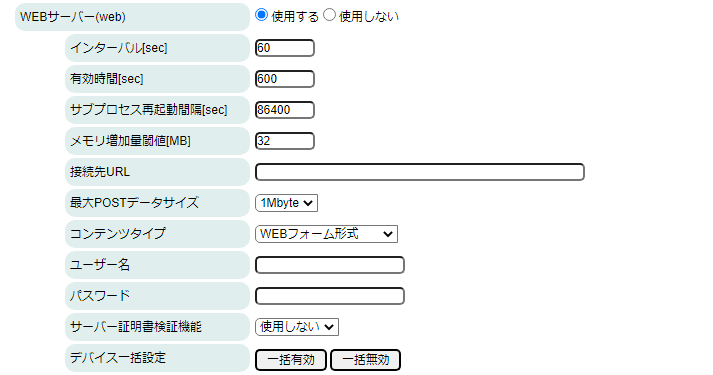 WEBサーバー(web) 使用する 使用しない
インターバル[sec] 60
有効時間[sec] 600
サブプロセス再起動間隔[sec] 86400
メモリ増加量閾値[MB] 32
接続先URL
最大POSTデータサイズ 1Mbyte
コンテンツタイプ WEBフォーム形式
ユーザー名
パスワード
サーバー証明書検証機能 使用しない
デバイス一括設定 一括有効 一括無効